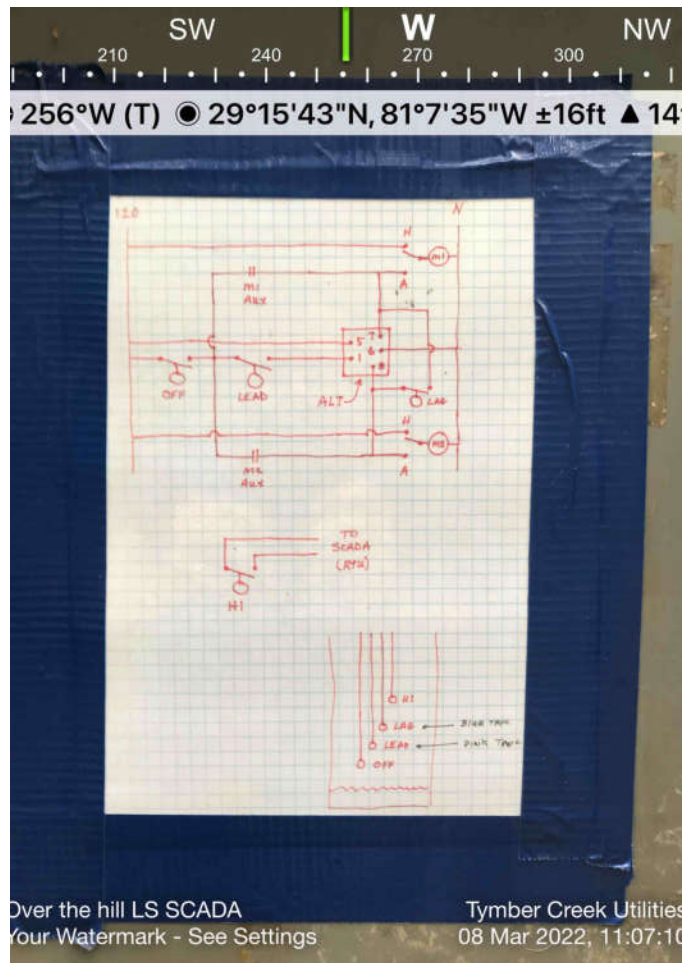 SW W NW
210 240 270 300
256°W (T) ◉ 29°15'43"N, 81°7'35"W ±16ft ▲ 14
120 N
H
M1
M1
AUX
A
5 7
6
1
8
OFF LEAD ALT LAG
H
M2
M2
AUX
A
TO
SCADA
(RTU)
HI
HI
LAG BLUE TAPE
LEAD PINK TAPE
OFF
Over the hill LS SCADA Tymber Creek Utilities
Your Watermark - See Settings 08 Mar 2022, 11:07:10